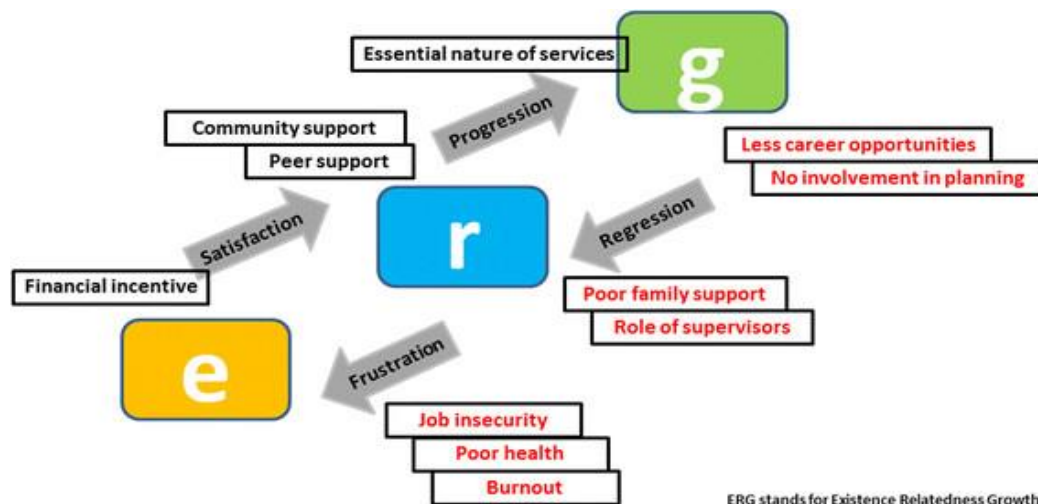 Essential nature of services
g
Community support
Peer support
Progression
Less career opportunities
No involvement in planning
Satisfaction
r
Regression
Financial incentive
Poor family support
Role of supervisors
e
Frustration
Job insecurity
Poor health
Burnout
ERG stands for Existence Relatedness Growth